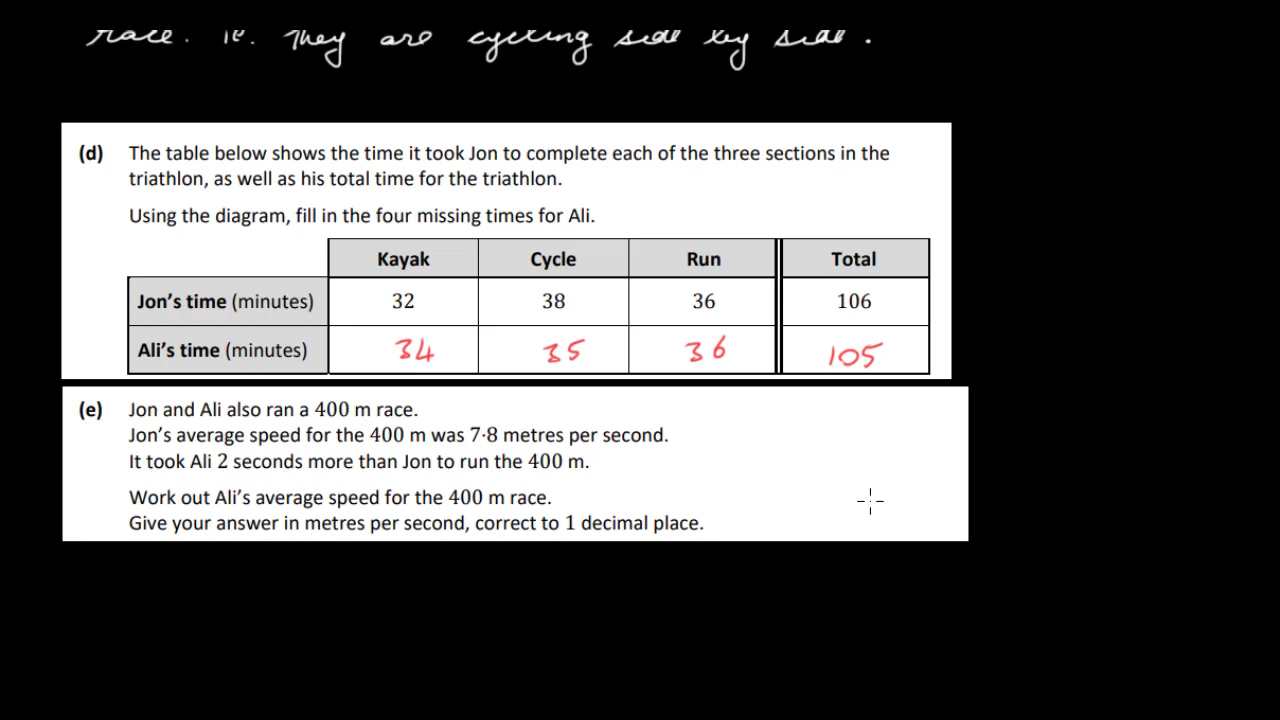 race. ie. They are cycling side by side.
(d) The table below shows the time it took Jon to complete each of the three sections in the
triathlon, as well as his total time for the triathlon.
Using the diagram, fill in the four missing times for Ali.
Kayak Cycle Run Total
Jon's time (minutes) 32 38 36 106
Ali's time (minutes) 34 35 36 105
(e) Jon and Ali also ran a 400 m race.
Jon's average speed for the 400 m was 7·8 metres per second.
It took Ali 2 seconds more than Jon to run the 400 m.
Work out Ali's average speed for the 400 m race.
Give your answer in metres per second, correct to 1 decimal place.